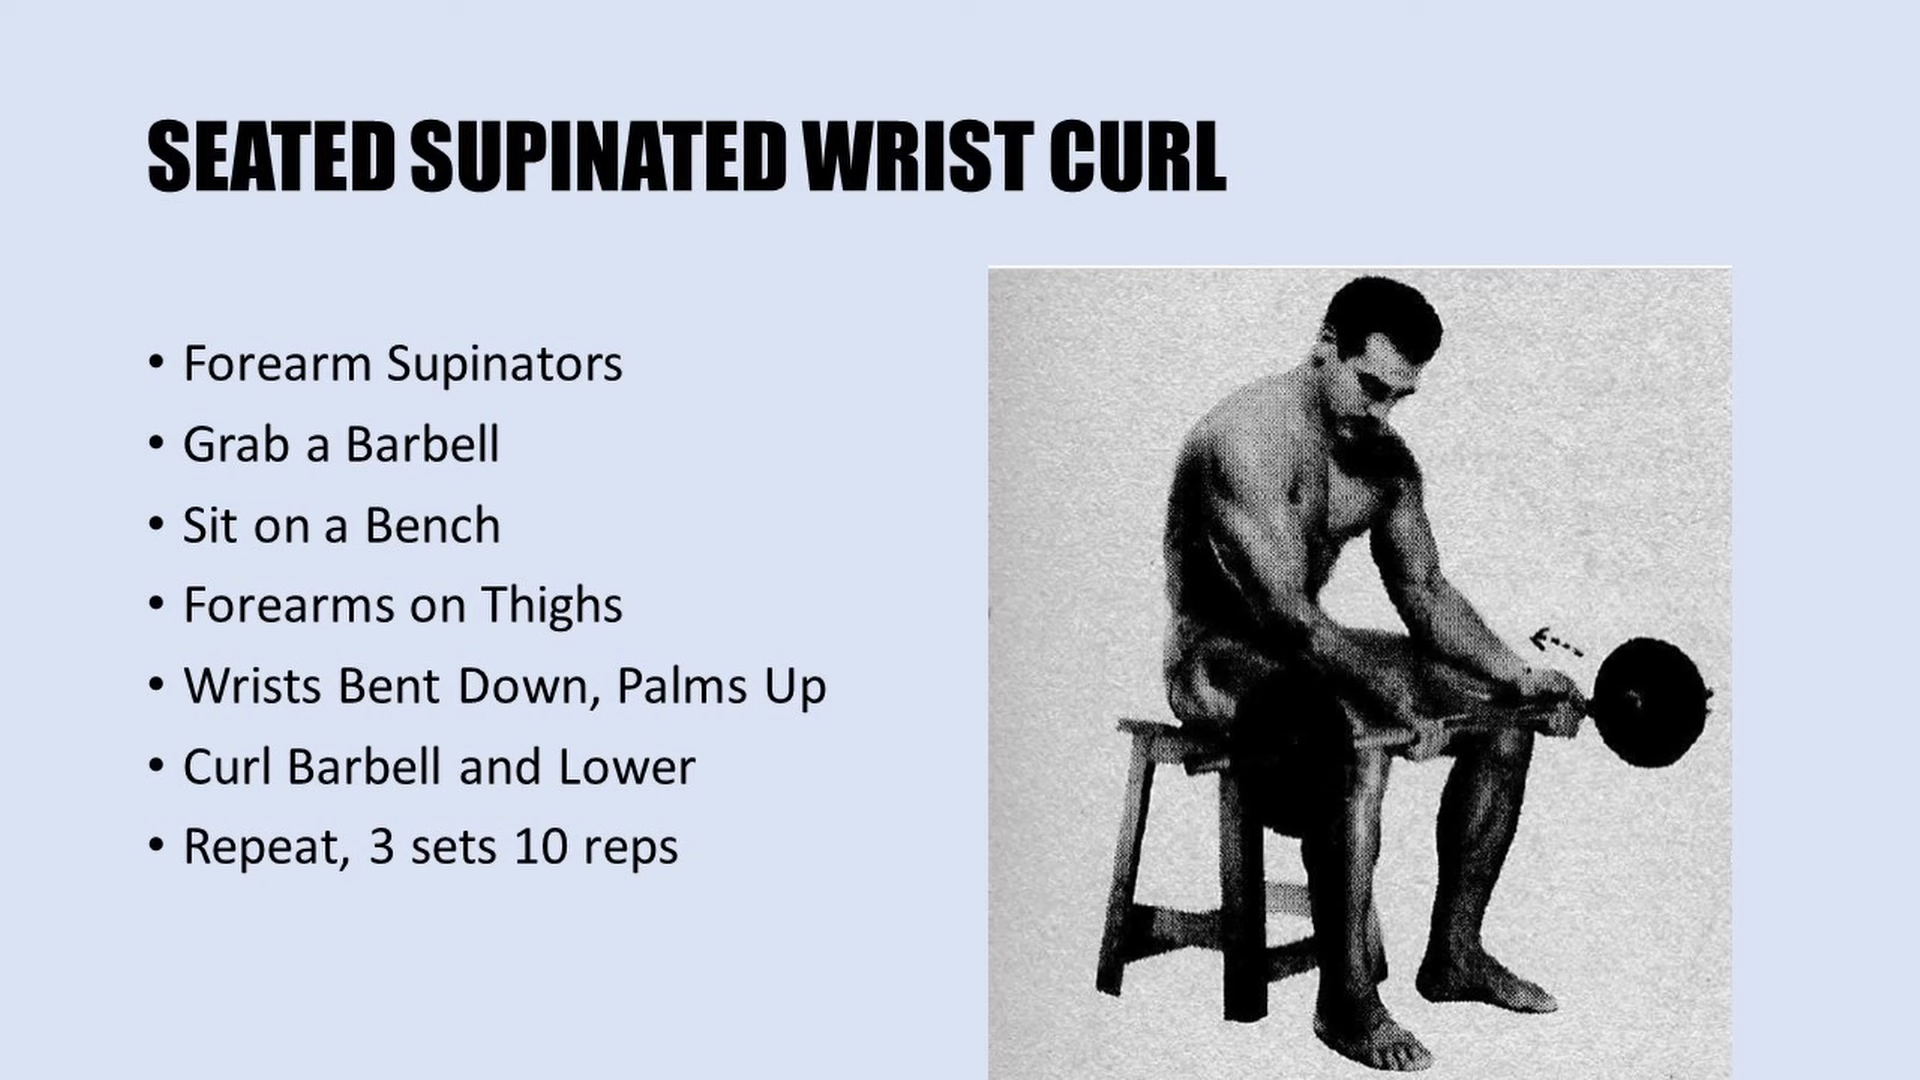 SEATED SUPINATED WRIST CURL
• Forearm Supinators
• Grab a Barbell
• Sit on a Bench
• Forearms on Thighs
• Wrists Bent Down, Palms Up
• Curl Barbell and Lower
• Repeat, 3 sets 10 reps